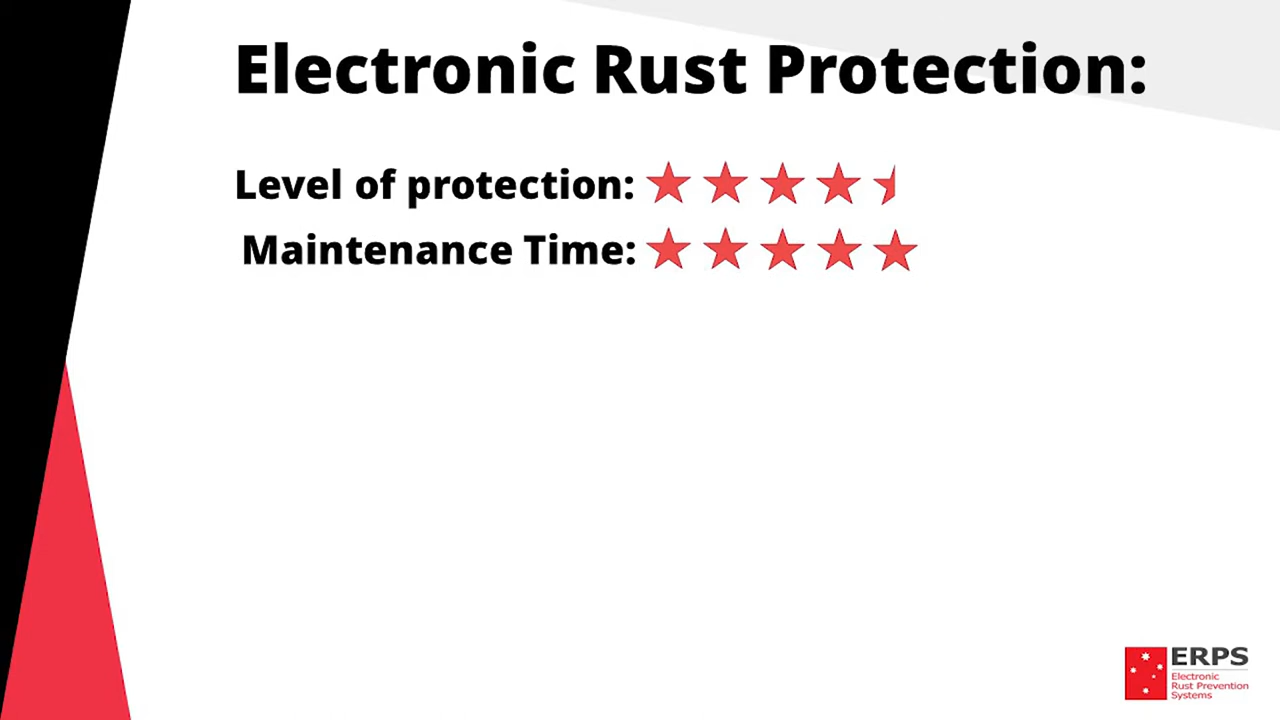 Electronic Rust Protection:
Level of protection:
Maintenance Time:
ERPS
Electronic
Rust Prevention
Systems